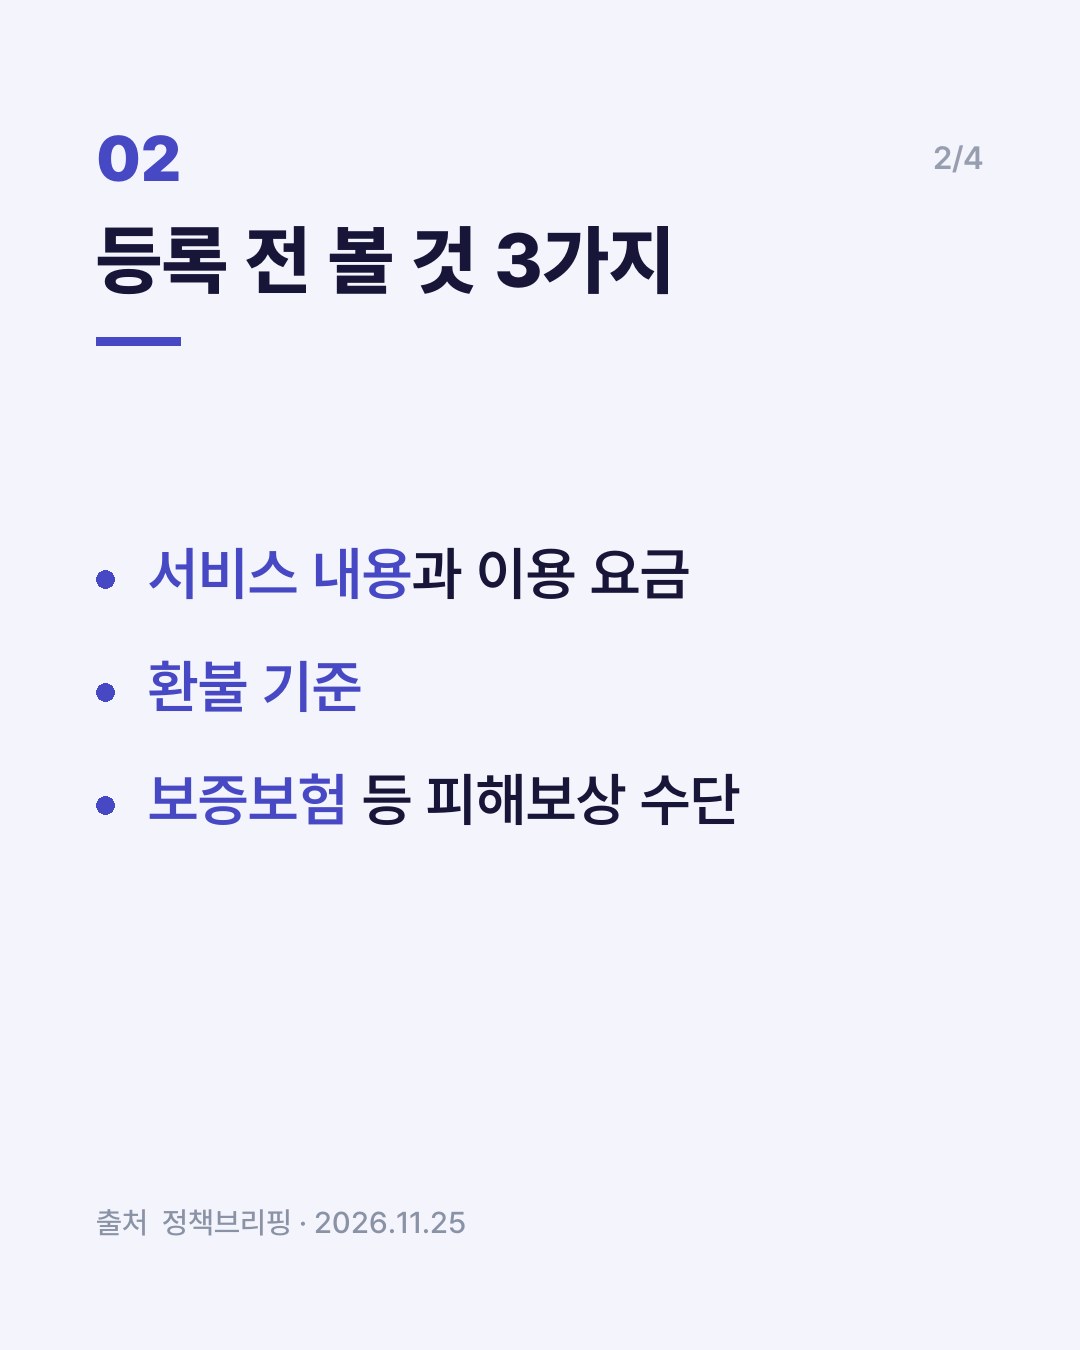 02
2/4
등록 전 볼 것 3가지
• 서비스 내용과 이용 요금
• 환불 기준
• 보증보험 등 피해보상 수단
출처 정책브리핑 · 2026.11.25